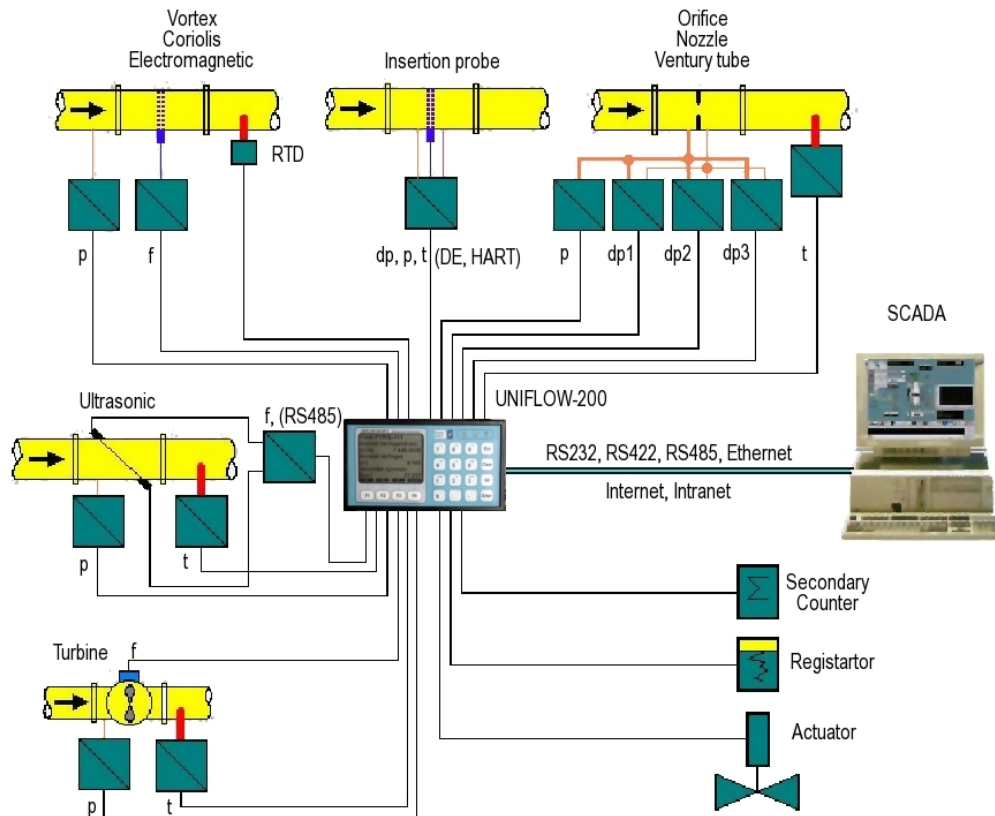 Vortex
Coriolis
Electromagnetic
Insertion probe
Orifice
Nozzle
Ventury tube
RTD
p
f
dp, p, t (DE, HART)
p
dp1
dp2
dp3
t
SCADA
UNIFLOW-200
Ultrasonic
f, (RS485)
RS232, RS422, RS485, Ethernet
Internet, Intranet
p
t
Secondary
Counter
Turbine
f
Registartor
Actuator
p
t